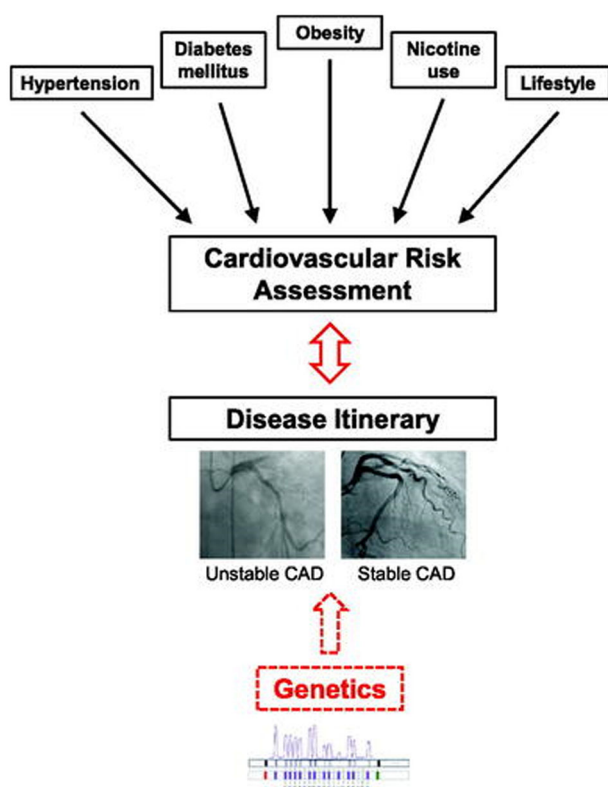 Obesity
Diabetes
mellitus
Nicotine
use
Hypertension
Lifestyle
Cardiovascular Risk
Assessment
Disease Itinerary
Unstable CAD
Stable CAD
Genetics